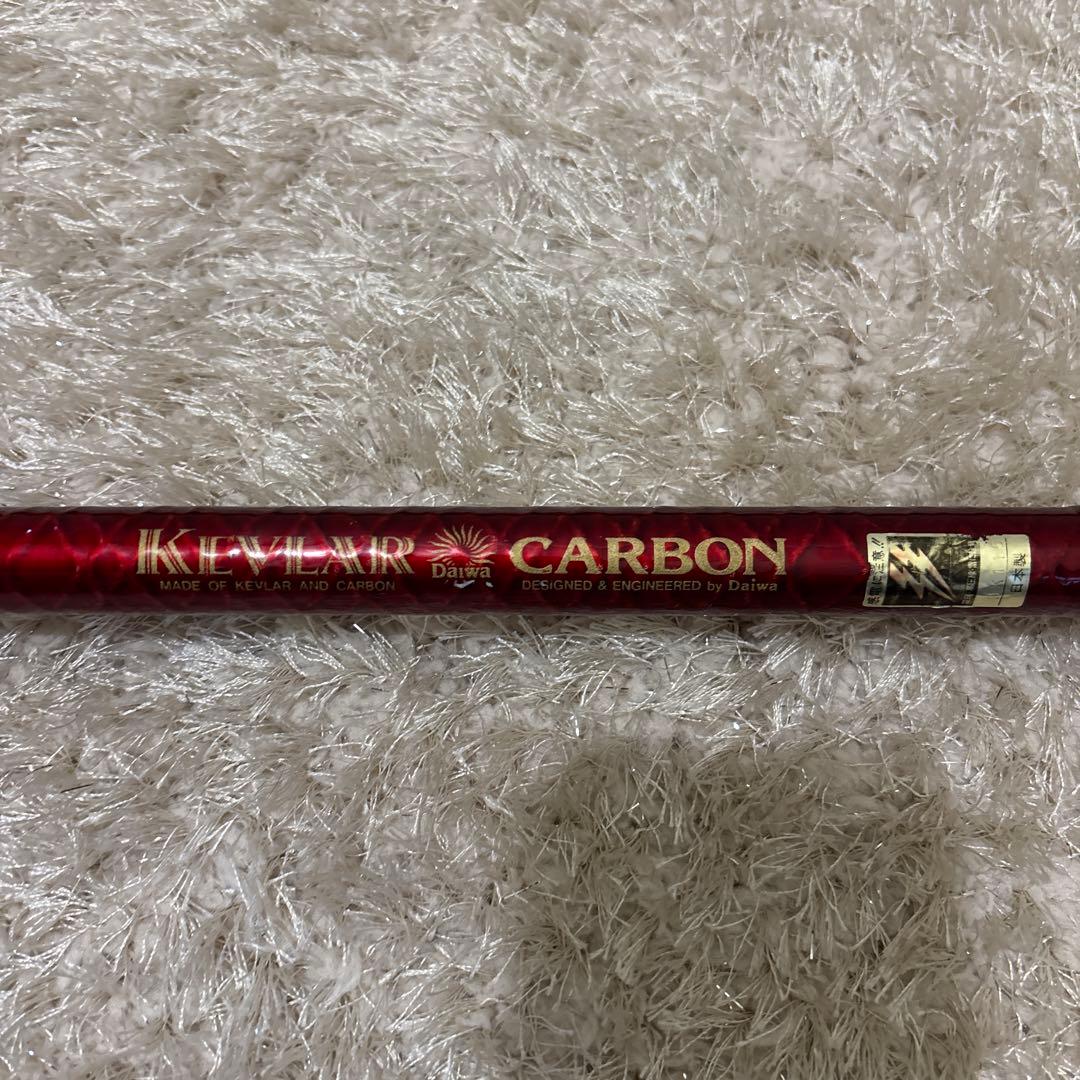 KEVLAR Daiwa CARBON
MADE OF KEVLAR AND CARBON
DESIGNED & ENGINEERED by Daiwa
日本製